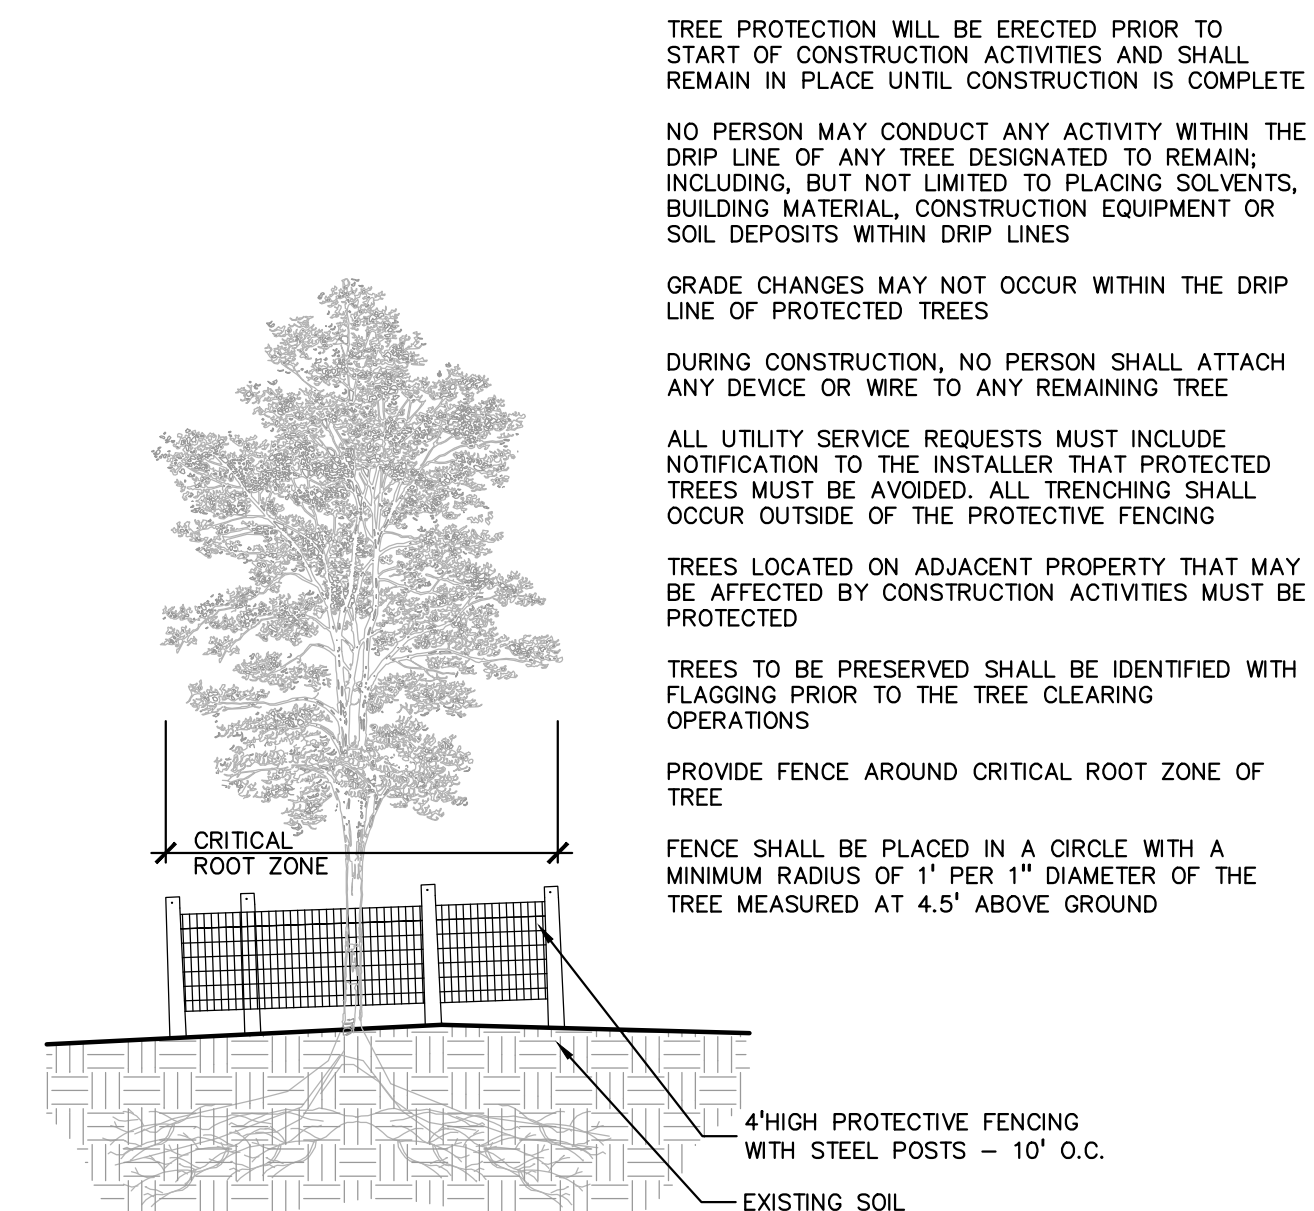 TREE PROTECTION WILL BE ERECTED PRIOR TO
START OF CONSTRUCTION ACTIVITIES AND SHALL
REMAIN IN PLACE UNTIL CONSTRUCTION IS COMPLETE
NO PERSON MAY CONDUCT ANY ACTIVITY WITHIN THE
DRIP LINE OF ANY TREE DESIGNATED TO REMAIN;
INCLUDING, BUT NOT LIMITED TO PLACING SOLVENTS,
BUILDING MATERIAL, CONSTRUCTION EQUIPMENT OR
SOIL DEPOSITS WITHIN DRIP LINES
GRADE CHANGES MAY NOT OCCUR WITHIN THE DRIP
LINE OF PROTECTED TREES
DURING CONSTRUCTION, NO PERSON SHALL ATTACH
ANY DEVICE OR WIRE TO ANY REMAINING TREE
ALL UTILITY SERVICE REQUESTS MUST INCLUDE
NOTIFICATION TO THE INSTALLER THAT PROTECTED
TREES MUST BE AVOIDED. ALL TRENCHING SHALL
OCCUR OUTSIDE OF THE PROTECTIVE FENCING
TREES LOCATED ON ADJACENT PROPERTY THAT MAY
BE AFFECTED BY CONSTRUCTION ACTIVITIES MUST BE
PROTECTED
TREES TO BE PRESERVED SHALL BE IDENTIFIED WITH
FLAGGING PRIOR TO THE TREE CLEARING
OPERATIONS
PROVIDE FENCE AROUND CRITICAL ROOT ZONE OF
TREE
FENCE SHALL BE PLACED IN A CIRCLE WITH A
MINIMUM RADIUS OF 1' PER 1" DIAMETER OF THE
TREE MEASURED AT 4.5' ABOVE GROUND
CRITICAL
ROOT ZONE
4'HIGH PROTECTIVE FENCING
WITH STEEL POSTS – 10' O.C.
EXISTING SOIL